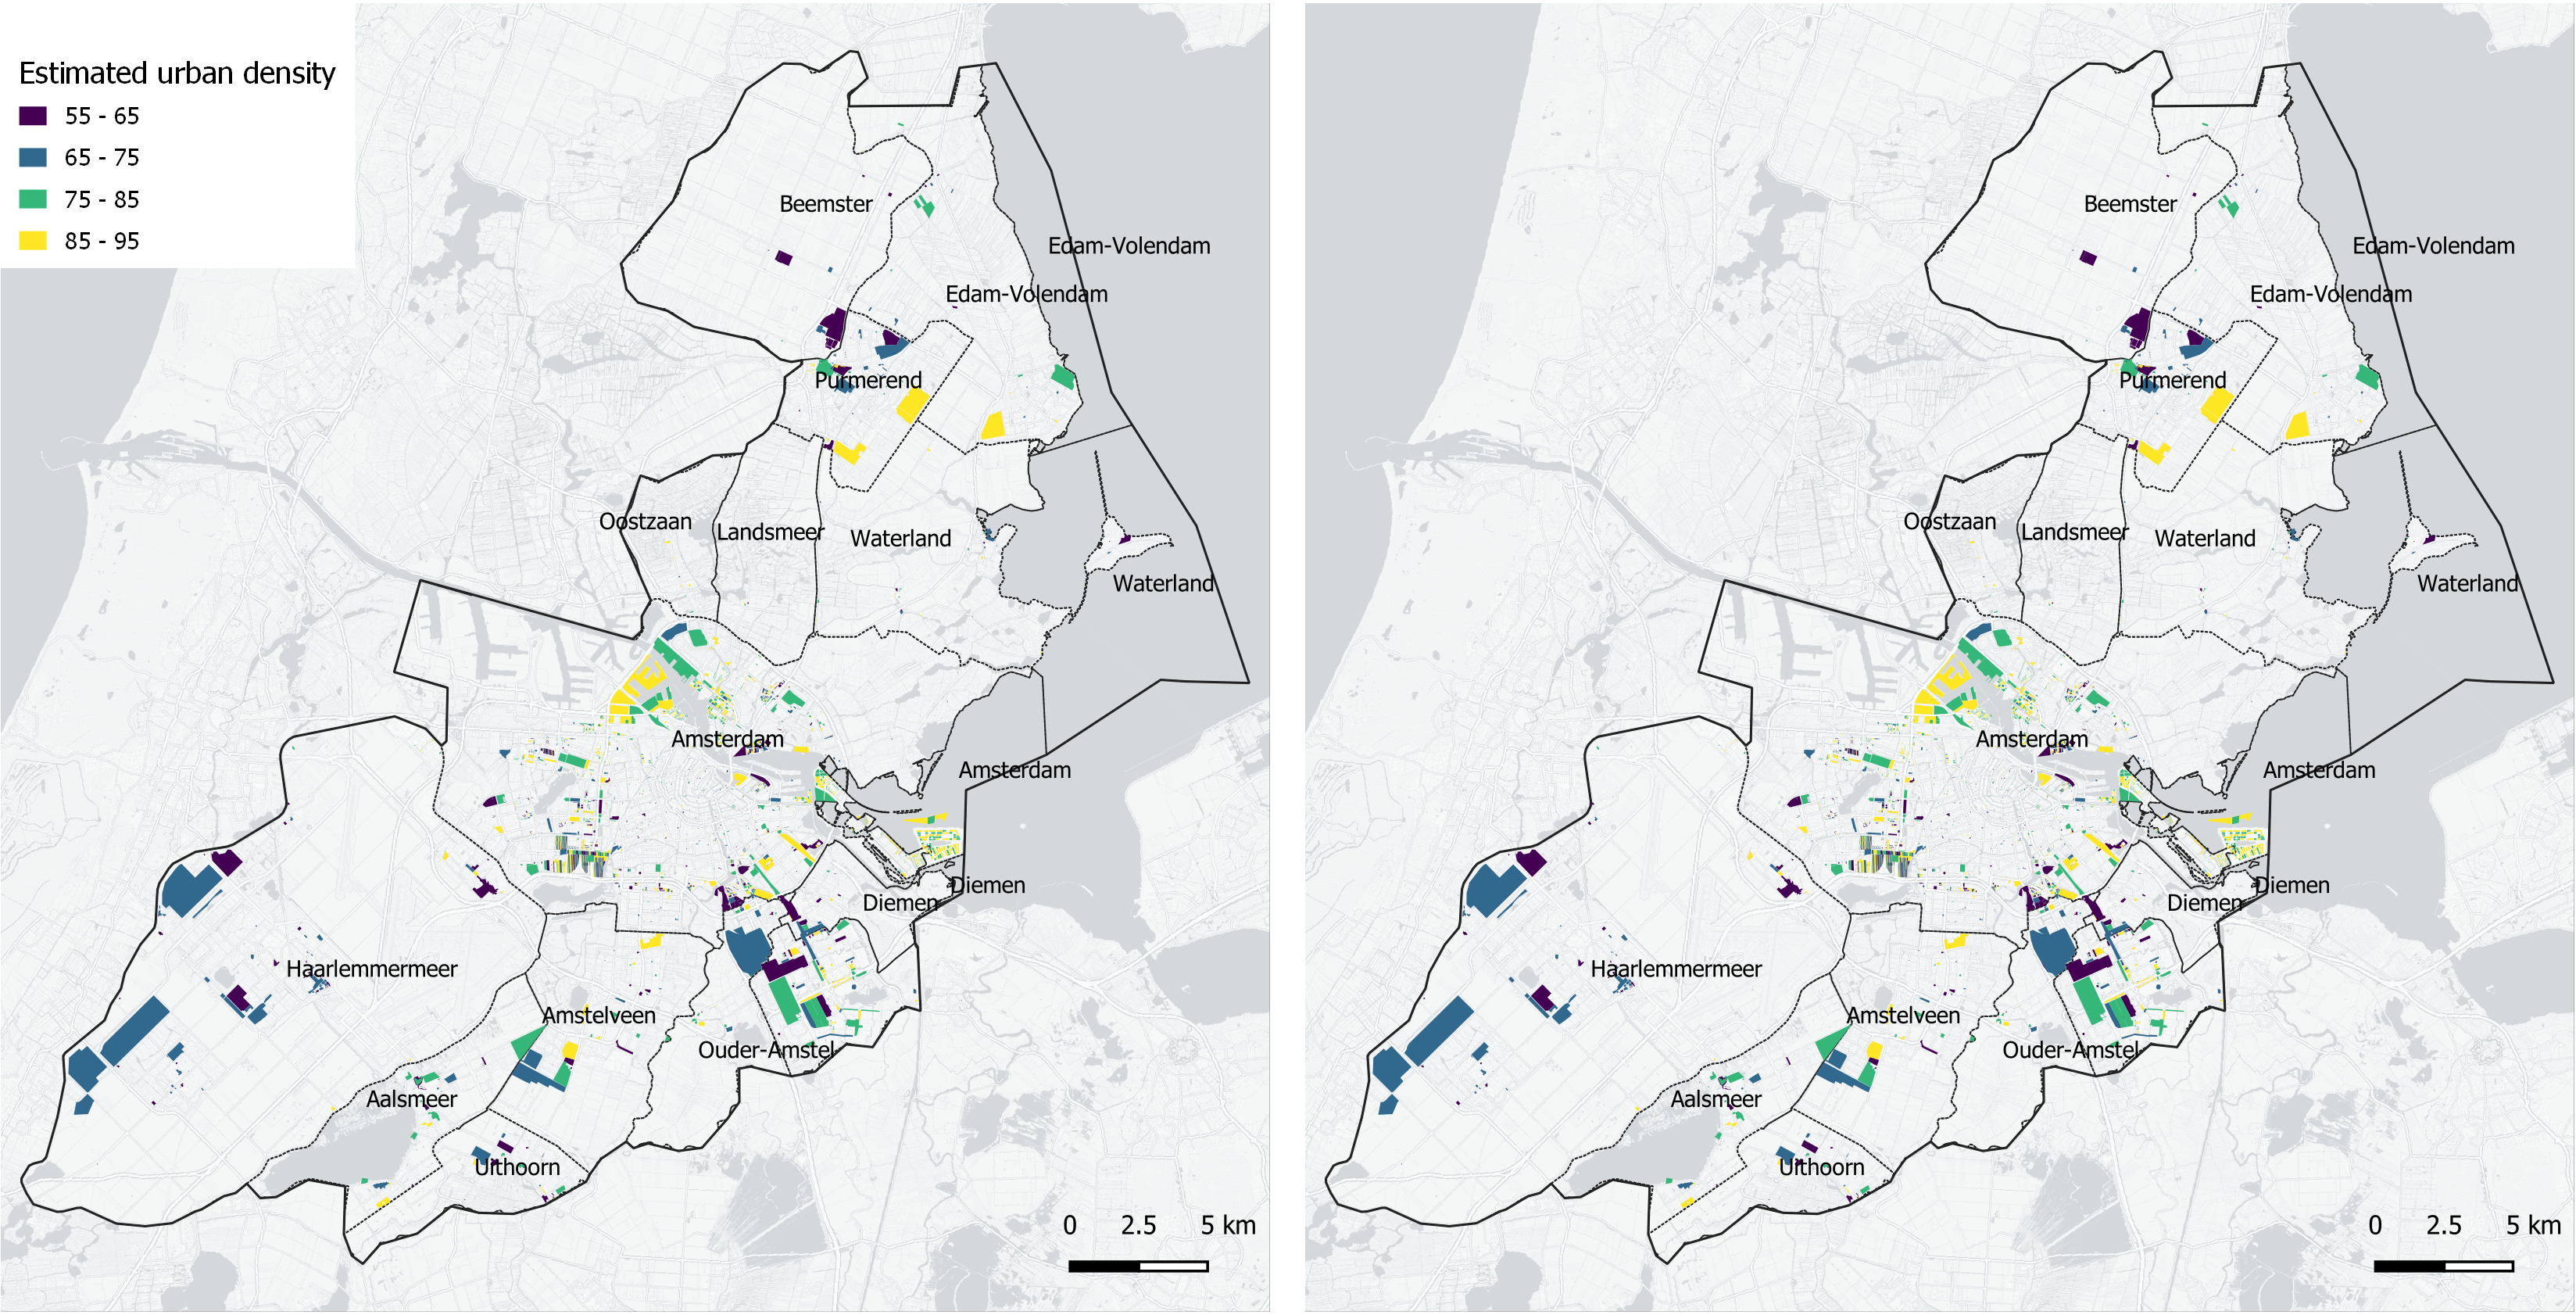 Estimated urban density
55 - 65
65 - 75
75 - 85
85 - 95
Beemster
Edam-Volendam
Edam-Volendam
Purmerend
Oostzaan
Landsmeer
Waterland
Waterland
Amsterdam
Amsterdam
Diemen
Diemen
Haarlemmermeer
Amstelveen
Ouder-Amstel
Aalsmeer
Uithoorn
0 2.5 5 km
Beemster
Edam-Volendam
Edam-Volendam
Purmerend
Oostzaan
Landsmeer
Waterland
Waterland
Amsterdam
Amsterdam
Diemen
Diemen
Haarlemmermeer
Amstelveen
Ouder-Amstel
Aalsmeer
Uithoorn
0 2.5 5 km